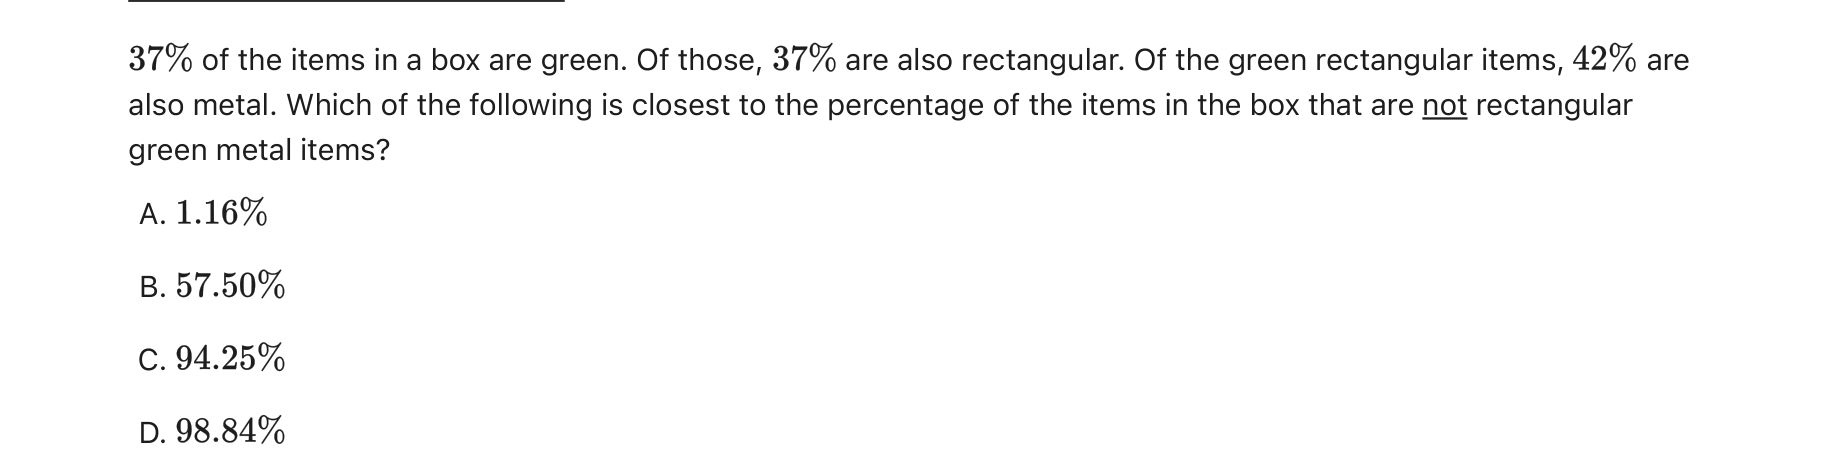 37% of the items in a box are green. Of those, 37% are also rectangular. Of the green rectangular items, 42% are
also metal. Which of the following is closest to the percentage of the items in the box that are not rectangular
green metal items?
A. 1.16%
B. 57.50%
C. 94.25%
D. 98.84%